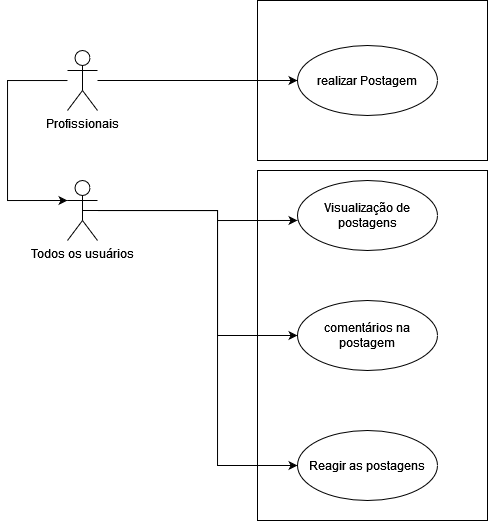 realizar Postagem
Profissionais
Visualização de
postagens
Todos os usuários
comentários na
postagem
Reagir as postagens